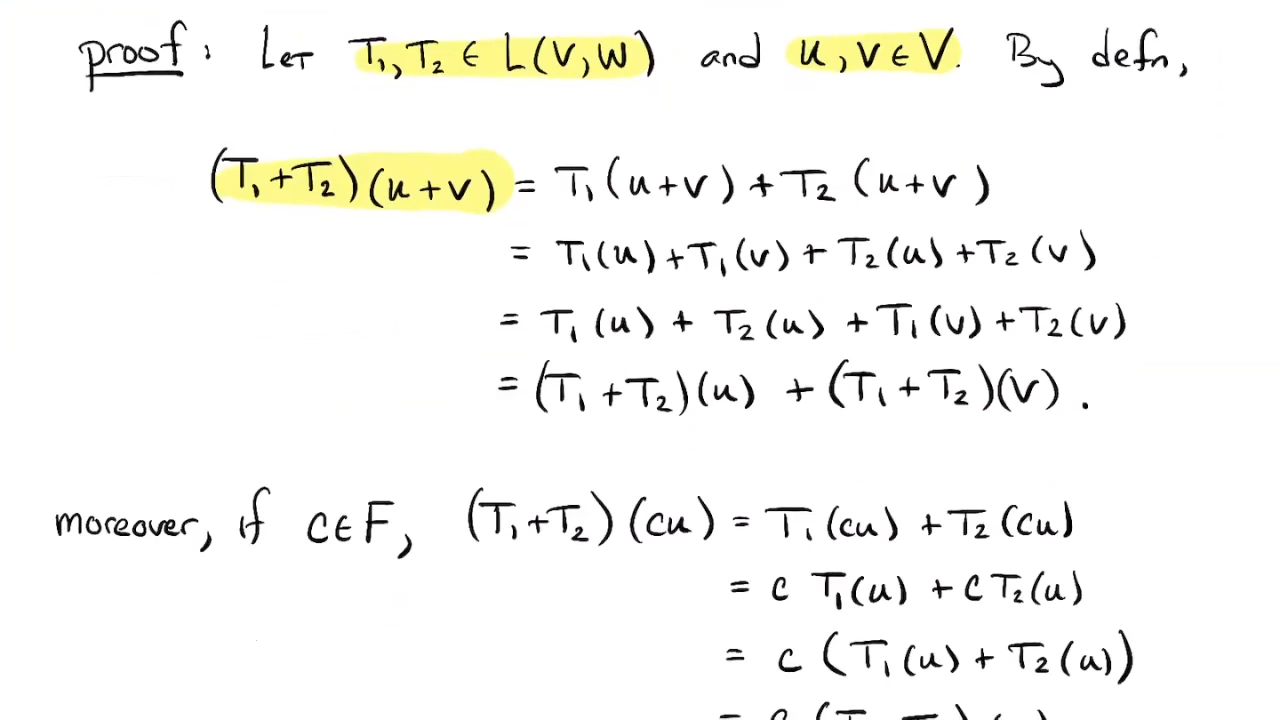 proof: Let T₁, T₂ ∈ L(V,W) and u, v ∈ V. By defn,
(T₁+T₂)(u+v) = T₁(u+v) + T₂(u+v)
= T₁(u)+T₁(v)+T₂(u)+T₂(v)
= T₁(u) + T₂(u) + T₁(v)+T₂(v)
= (T₁+T₂)(u) + (T₁+T₂)(v).
moreover, if c∈F, (T₁+T₂)(cu) = T₁(cu) + T₂(cu)
= c T₁(u) + c T₂(u)
= c (T₁(u) + T₂(u))